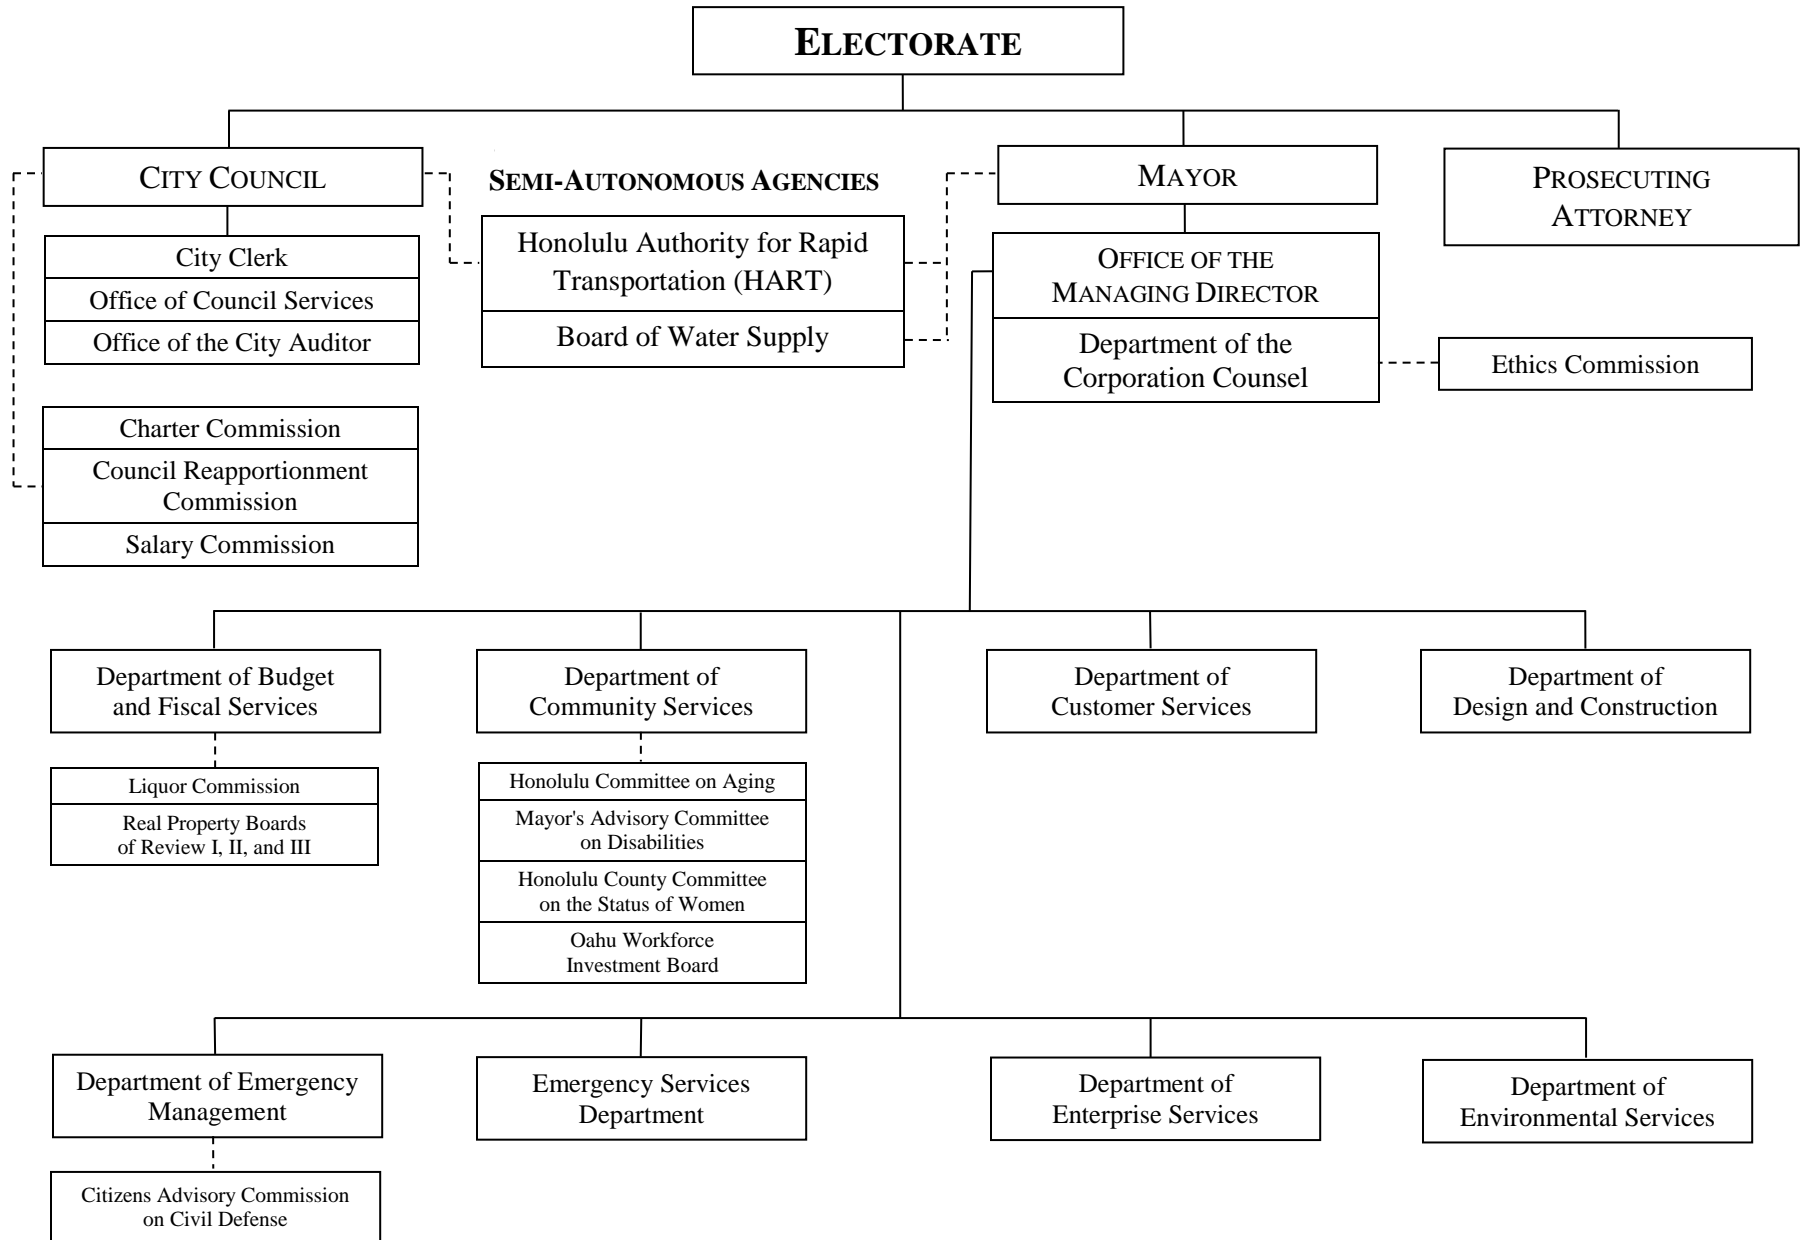 ELECTORATE
CITY COUNCIL
SEMI-AUTONOMOUS AGENCIES
MAYOR
PROSECUTING
ATTORNEY
City Clerk
Office of Council Services
Office of the City Auditor
Honolulu Authority for Rapid
Transportation (HART)
Board of Water Supply
OFFICE OF THE
MANAGING DIRECTOR
Department of the
Corporation Counsel
Ethics Commission
Charter Commission
Council Reapportionment
Commission
Salary Commission
Department of Budget
and Fiscal Services
Department of
Community Services
Department of
Customer Services
Department of
Design and Construction
Liquor Commission
Real Property Boards
of Review I, II, and III
Honolulu Committee on Aging
Mayor's Advisory Committee
on Disabilities
Honolulu County Committee
on the Status of Women
Oahu Workforce
Investment Board
Department of Emergency
Management
Emergency Services
Department
Department of
Enterprise Services
Department of
Environmental Services
Citizens Advisory Commission
on Civil Defense